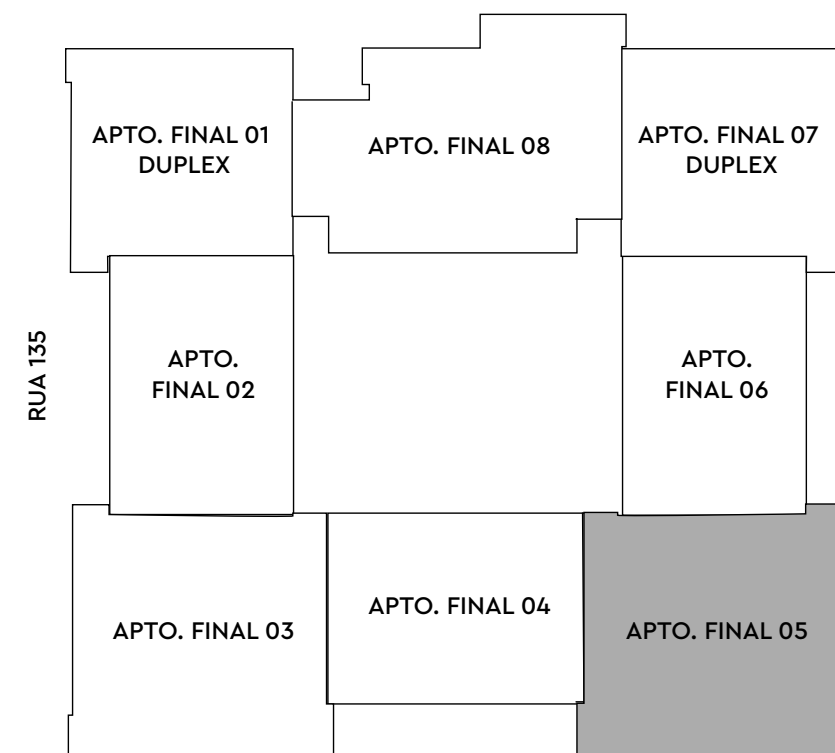 APTO. FINAL 01
DUPLEX
APTO. FINAL 08
APTO. FINAL 07
DUPLEX
RUA 135
APTO.
FINAL 02
APTO.
FINAL 06
APTO. FINAL 03
APTO. FINAL 04
APTO. FINAL 05